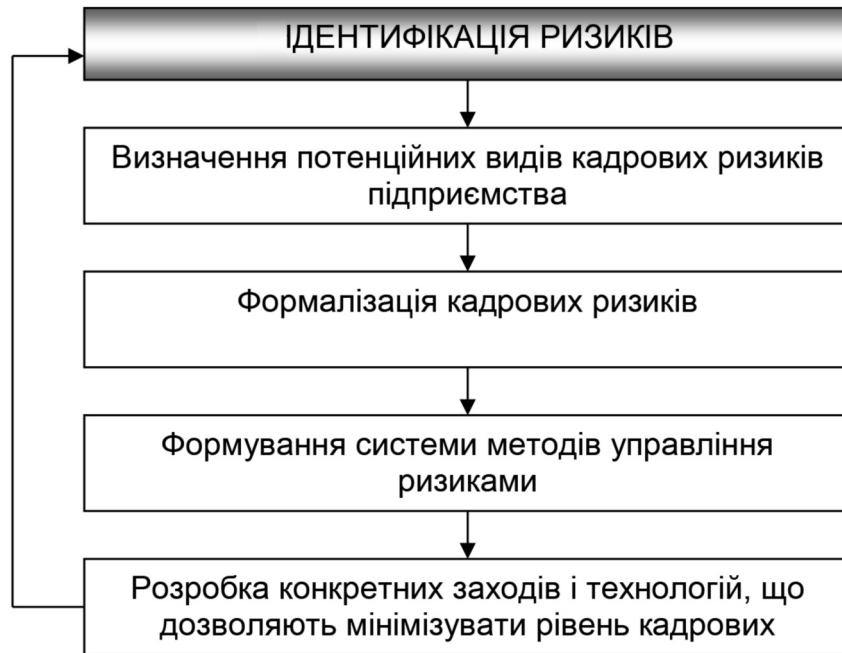 ІДЕНТИФІКАЦІЯ РИЗИКІВ
Визначення потенційних видів кадрових ризиків
підприємства
Формалізація кадрових ризиків
Формування системи методів управління
ризиками
Розробка конкретних заходів і технологій, що
дозволяють мінімізувати рівень кадрових